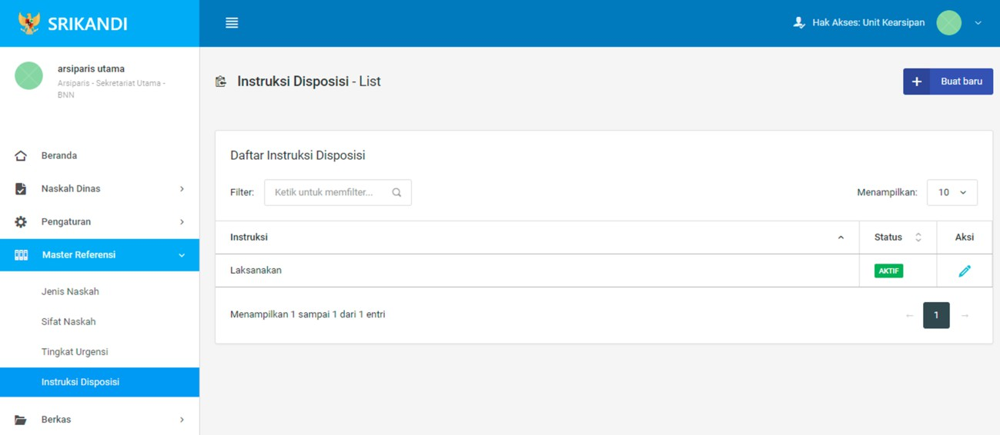 SRIKANDI
Hak Akses: Unit Kearsipan
arsiparis utama
Arsiparis - Sekretariat Utama -
BNN
Beranda
Naskah Dinas
Pengaturan
Master Referensi
Jenis Naskah
Sifat Naskah
Tingkat Urgensi
Instruksi Disposisi
Berkas
Instruksi Disposisi - List
+ Buat baru
Daftar Instruksi Disposisi
Filter: Ketik untuk memfilter... Menampilkan: 10
Instruksi Status Aksi
Laksanakan AKTIF
Menampilkan 1 sampai 1 dari 1 entri ← 1 →